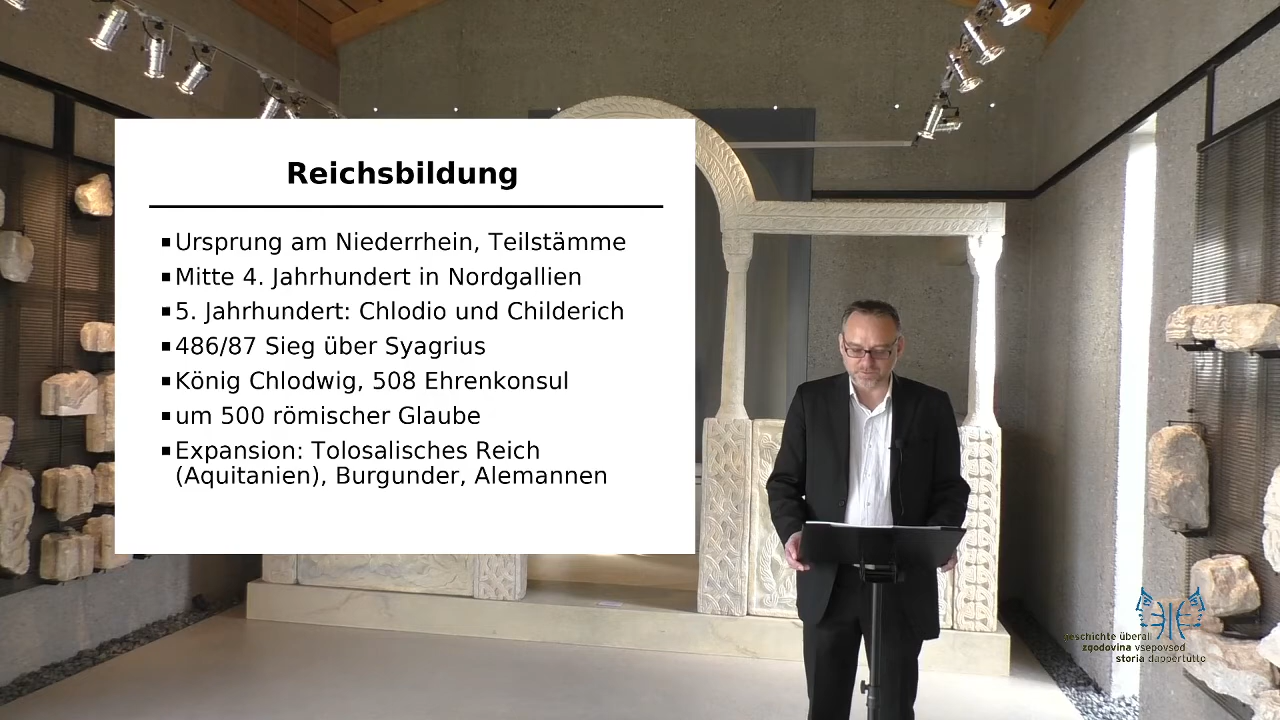 Reichsbildung
▪Ursprung am Niederrhein, Teilstämme
▪Mitte 4. Jahrhundert in Nordgallien
▪5. Jahrhundert: Chlodio und Childerich
▪486/87 Sieg über Syagrius
▪König Chlodwig, 508 Ehrenkonsul
▪um 500 römischer Glaube
▪Expansion: Tolosalisches Reich
(Aquitanien), Burgunder, Alemannen
geschichte überall
zgodovina vsepovsod
storia dappertutto